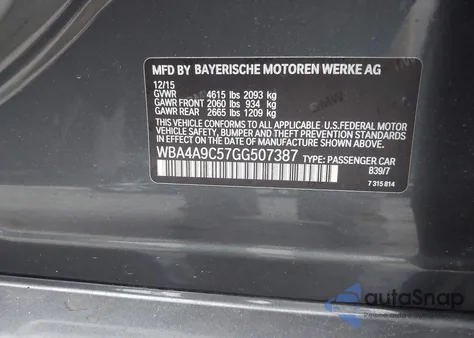 MFD BY BAYERISCHE MOTOREN WERKE AG
12/15
GVWR 4615 lbs 2093 kg
GAWR FRONT 2060 lbs 934 kg
GAWR REAR 2665 lbs 1209 kg
THIS VEHICLE CONFORMS TO ALL APPLICABLE U.S. FEDERAL MOTOR
VEHICLE SAFETY, BUMPER, AND THEFT PREVENTION STANDARDS
IN EFFECT ON THE DATE OF MANUFACTURE SHOWN ABOVE.
WBA4A9C57GG507387 TYPE: PASSENGER CAR
B39/7
7 315 814
autoSnap